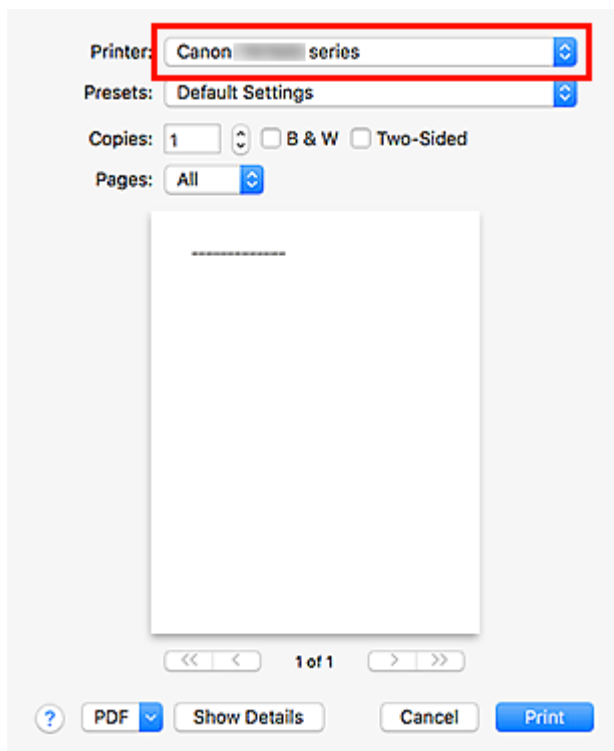 Printer: Canon series
Presets: Default Settings
Copies: 1 B & W Two-Sided
Pages: All
-------------
<< < 1 of 1 > >>
? PDF Show Details Cancel Print